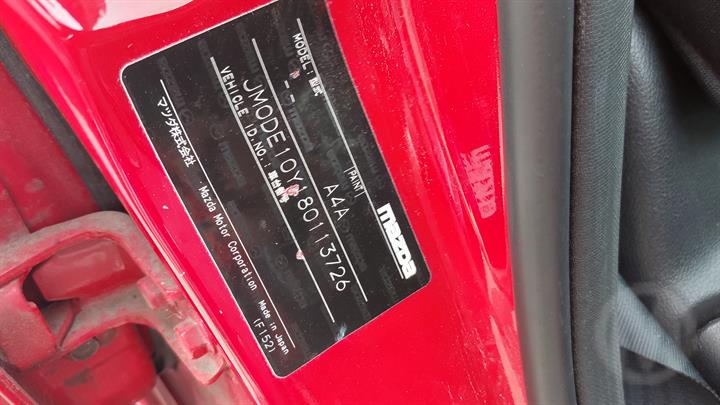 mazda
(PAINT)
A4A
MODEL：型式
--
JM0DE10Y 80113726
VEHICLE ID.NO.：車台番号
マツダ株式会社 Mazda Motor Corporation Made in Japan
(F152)